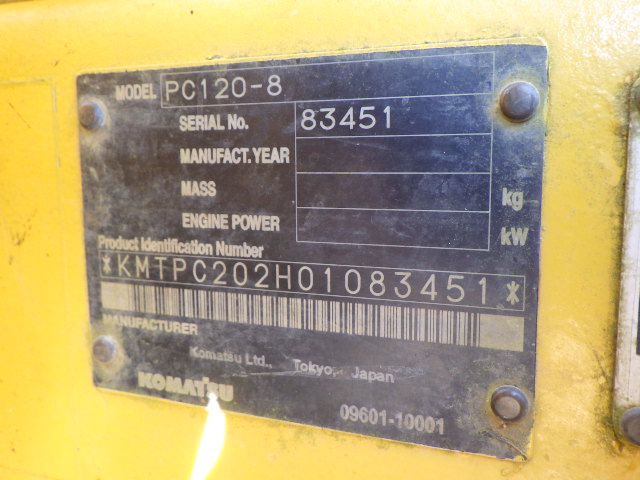 MODEL PC120-8
SERIAL No. 83451
MANUFACT. YEAR
MASS kg
ENGINE POWER kW
Product Identification Number
*KMTPC202H01083451*
MANUFACTURER
Komatsu Ltd., Tokyo, Japan
KOMATSU
09601-10001